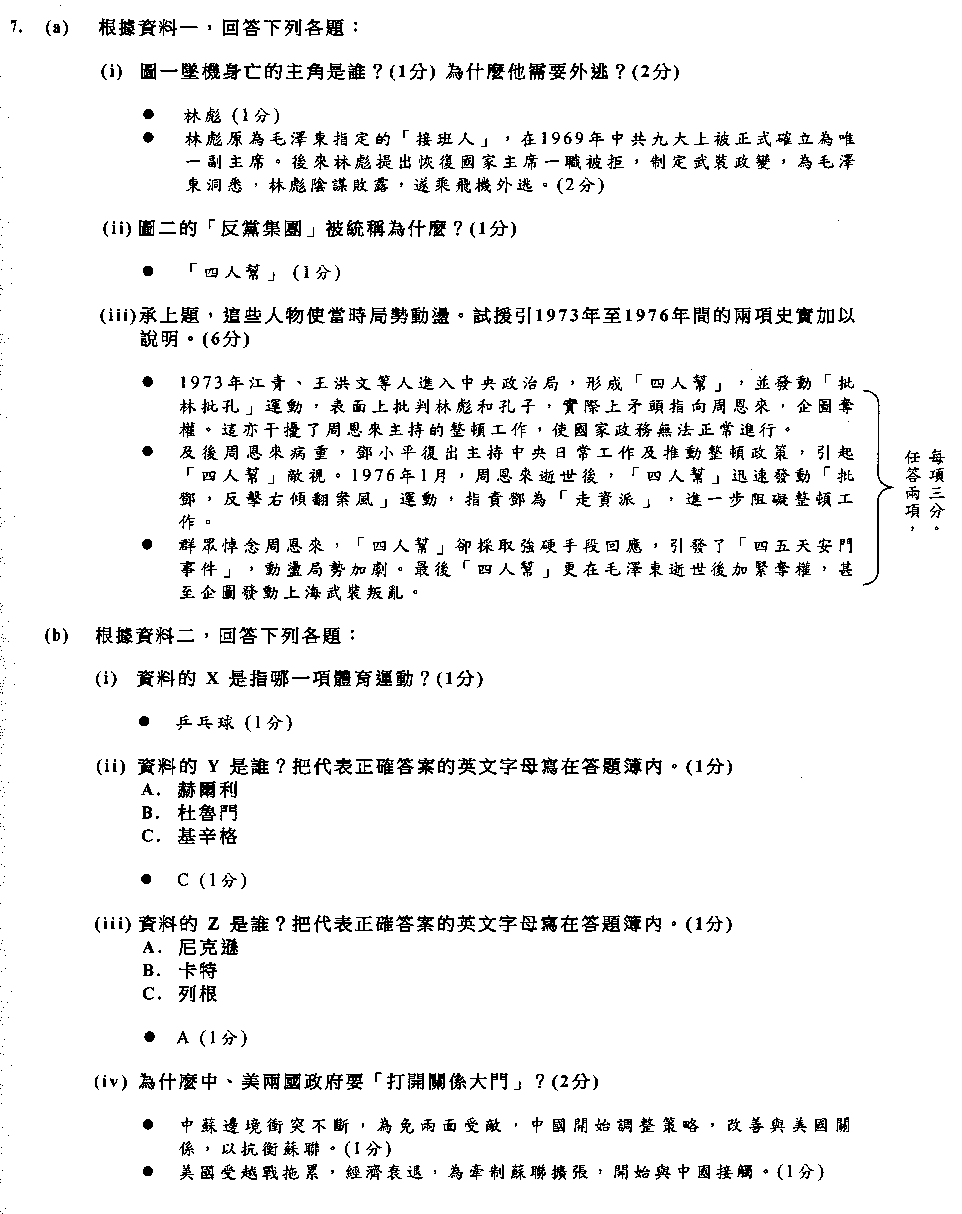 7. (a) 根據資料一，回答下列各題：
(i) 圖一墜機身亡的主角是誰？(1分) 為什麼他需要外逃？(2分)
● 林彪 (1分)
● 林彪原為毛澤東指定的「接班人」，在1969年中共九大上被正式確立為唯
一副主席。後來林彪提出恢復國家主席一職被拒，制定武裝政變，為毛澤
東洞悉，林彪陰謀敗露，遂乘飛機外逃。(2分)
(ii) 圖二的「反黨集團」被統稱為什麼？(1分)
● 「四人幫」 (1分)
(iii) 承上題，這些人物使當時局勢動盪。試援引1973年至1976年間的兩項史實加以
說明。(6分)
● 1973年江青、王洪文等人進入中央政治局，形成「四人幫」，並發動「批
林批孔」運動，表面上批判林彪和孔子，實際上矛頭指向周恩來，企圖奪
權。這亦干擾了周恩來主持的整頓工作，使國家政務無法正常進行。
● 及後周恩來病重，鄧小平復出主持中央日常工作及推動整頓政策，引起
「四人幫」敵視。1976年1月，周恩來逝世後，「四人幫」迅速發動「批
鄧，反擊右傾翻案風」運動，指責鄧為「走資派」，進一步阻礙整頓工
作。
● 群眾悼念周恩來，「四人幫」卻採取強硬手段回應，引發了「四五天安門
事件」，動盪局勢加劇。最後「四人幫」更在毛澤東逝世後加緊奪權，甚
至企圖發動上海武裝叛亂。
每項三分。
任答兩項，
(b) 根據資料二，回答下列各題：
(i) 資料的 X 是指哪一項體育運動？(1分)
● 乒乓球 (1分)
(ii) 資料的 Y 是誰？把代表正確答案的英文字母寫在答題簿內。(1分)
A. 赫爾利
B. 杜魯門
C. 基辛格
● C (1分)
(iii) 資料的 Z 是誰？把代表正確答案的英文字母寫在答題簿內。(1分)
A. 尼克遜
B. 卡特
C. 列根
● A (1分)
(iv) 為什麼中、美兩國政府要「打開關係大門」？(2分)
● 中蘇邊境衝突不斷，為免兩面受敵，中國開始調整策略，改善與美國關
係，以抗衡蘇聯。(1分)
● 美國受越戰拖累，經濟衰退，為牽制蘇聯擴張，開始與中國接觸。(1分)